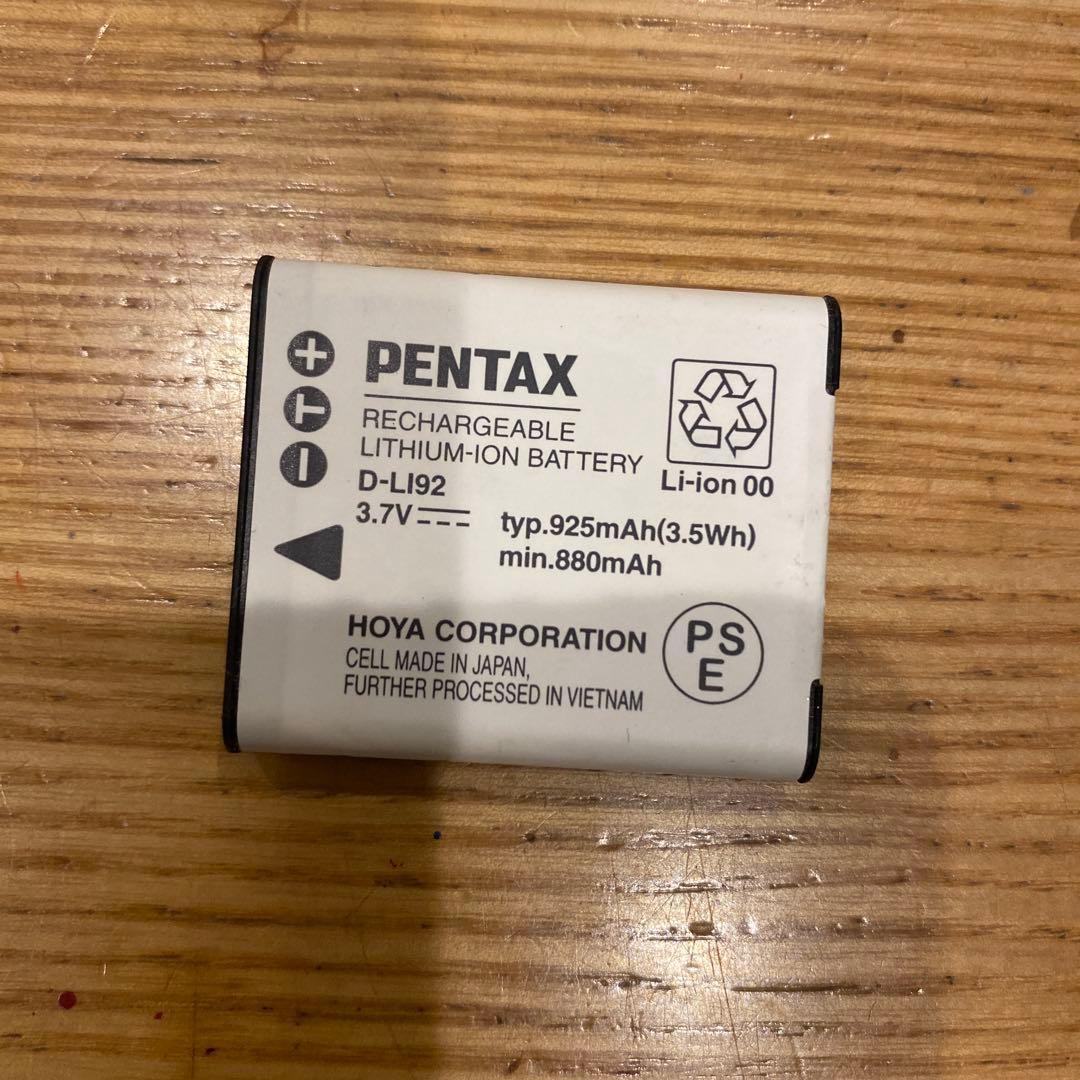 PENTAX
RECHARGEABLE
LITHIUM-ION BATTERY
D-LI92
3.7V
typ.925mAh(3.5Wh)
min.880mAh
Li-ion 00
+
T
−
HOYA CORPORATION
CELL MADE IN JAPAN,
FURTHER PROCESSED IN VIETNAM
PS
E